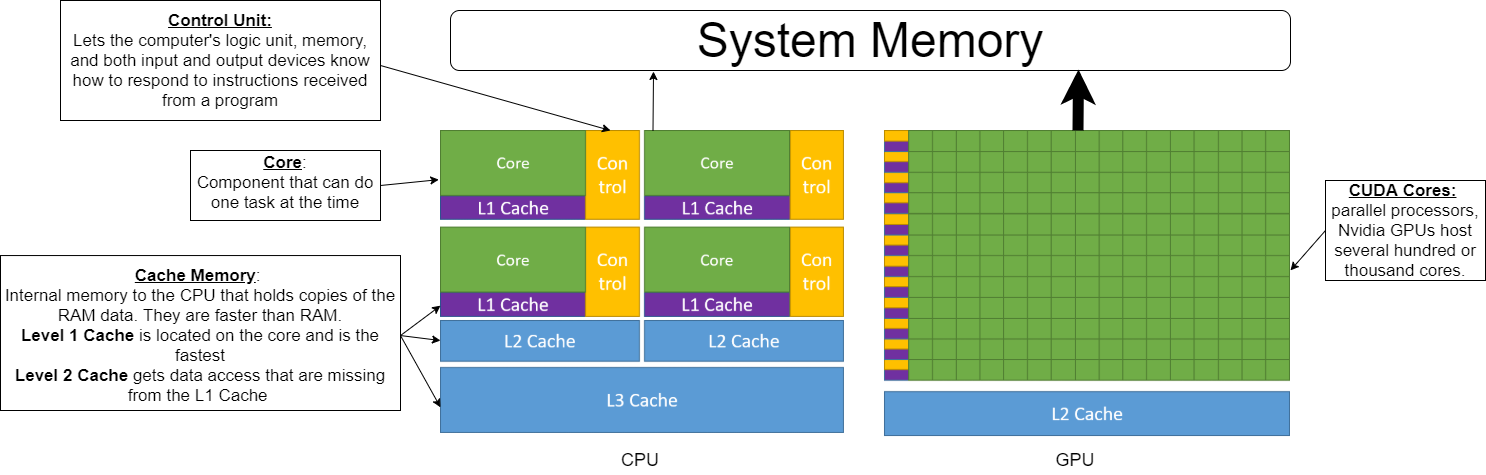 Control Unit:
Lets the computer's logic unit, memory,
and both input and output devices know
how to respond to instructions received
from a program
System Memory
Core:
Component that can do
one task at the time
Cache Memory:
Internal memory to the CPU that holds copies of the
RAM data. They are faster than RAM.
Level 1 Cache is located on the core and is the
fastest
Level 2 Cache gets data access that are missing
from the L1 Cache
Core
Con
trol
L1 Cache
Core
Con
trol
L1 Cache
Core
Con
trol
L1 Cache
Core
Con
trol
L1 Cache
L2 Cache
L2 Cache
L3 Cache
CPU
L2 Cache
GPU
CUDA Cores:
parallel processors,
Nvidia GPUs host
several hundred or
thousand cores.